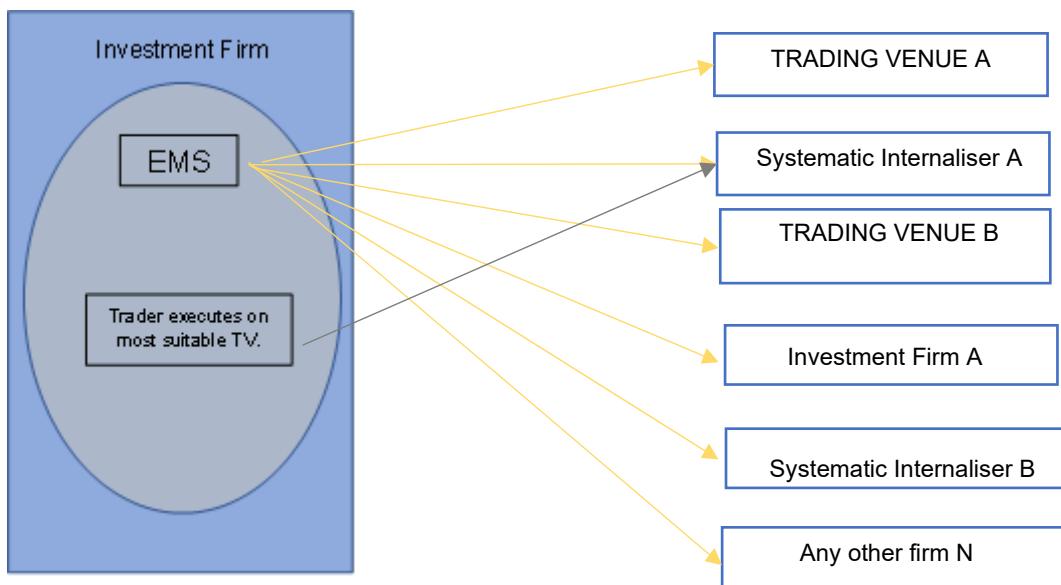 Investment Firm
EMS
Trader executes on
most suitable TV.
TRADING VENUE A
Systematic Internaliser A
TRADING VENUE B
Investment Firm A
Systematic Internaliser B
Any other firm N